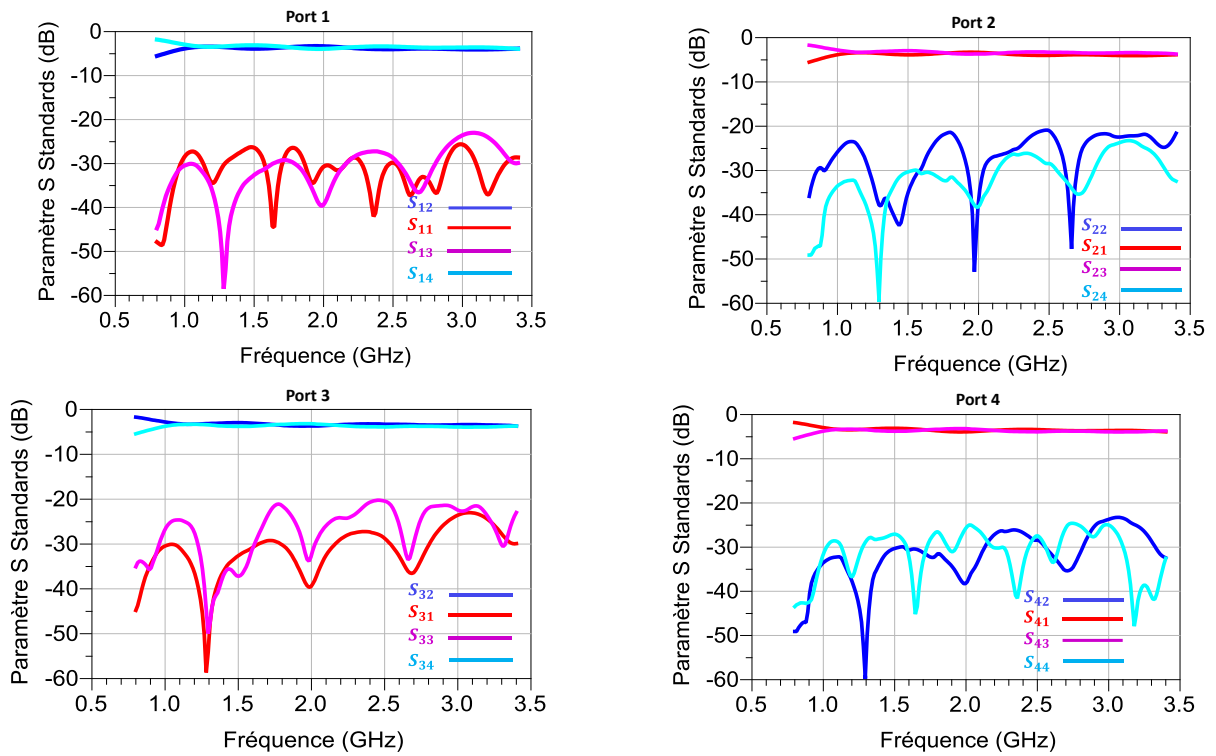 Port 1
Paramètre S Standards (dB)
0
-10
-20
-30
-40
-50
-60
0.5 1.0 1.5 2.0 2.5 3.0 3.5
Fréquence (GHz)
S12
S11
S13
S14
Port 2
Paramètre S Standards (dB)
0
-10
-20
-30
-40
-50
-60
0.5 1.0 1.5 2.0 2.5 3.0 3.5
Fréquence (GHz)
S22
S21
S23
S24
Port 3
Paramètre S Standards (dB)
0
-10
-20
-30
-40
-50
-60
0.5 1.0 1.5 2.0 2.5 3.0 3.5
Fréquence (GHz)
S32
S31
S33
S34
Port 4
Paramètre S Standards (dB)
0
-10
-20
-30
-40
-50
-60
0.5 1.0 1.5 2.0 2.5 3.0 3.5
Fréquence (GHz)
S42
S41
S43
S44